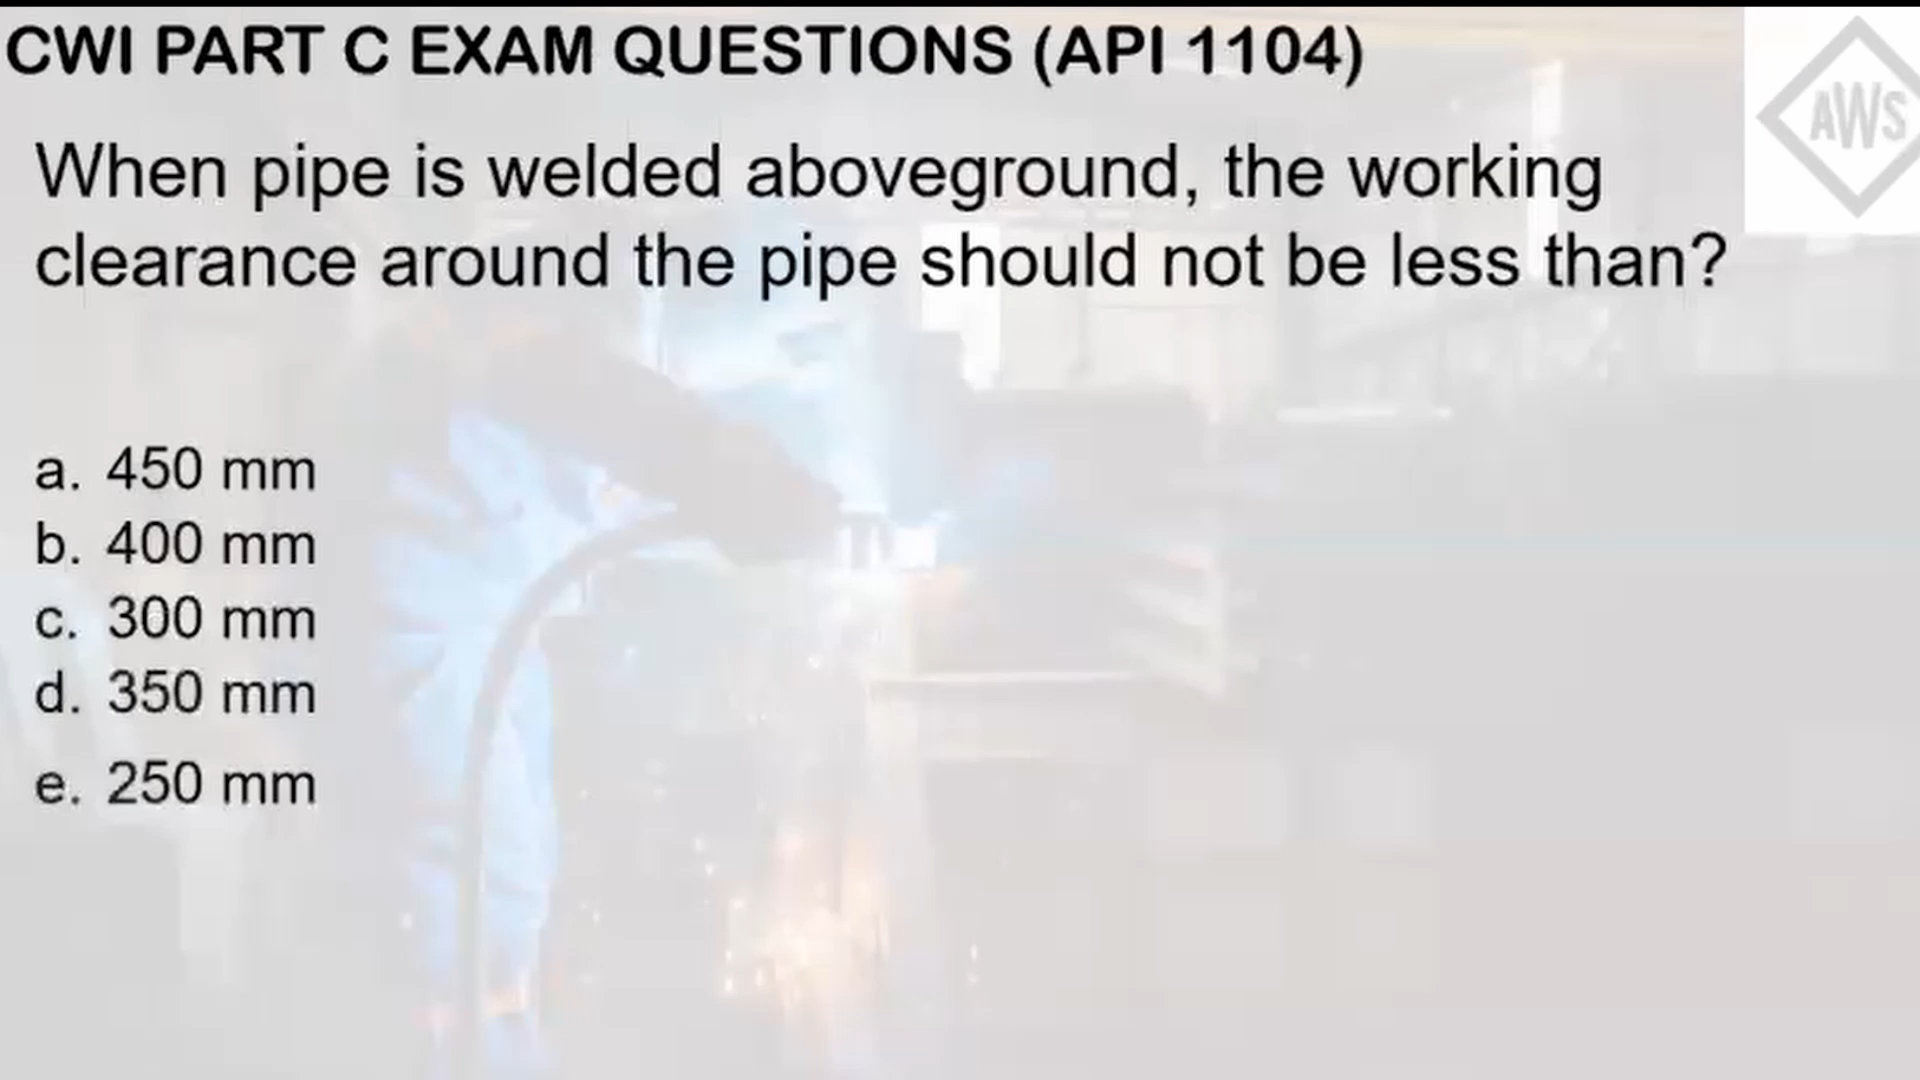 CWI PART C EXAM QUESTIONS (API 1104)
AWS
When pipe is welded aboveground, the working
clearance around the pipe should not be less than?
a. 450 mm
b. 400 mm
c. 300 mm
d. 350 mm
e. 250 mm